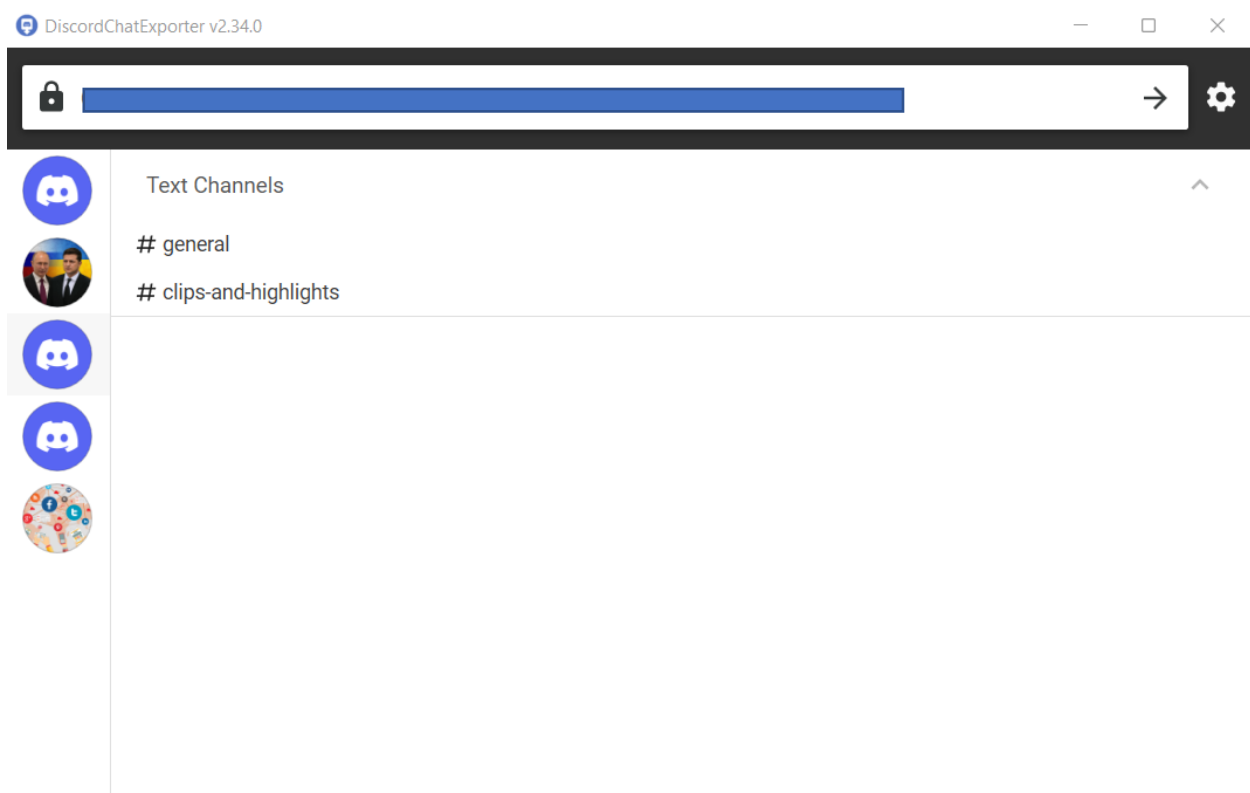 DiscordChatExporter v2.34.0
Text Channels
# general
# clips-and-highlights